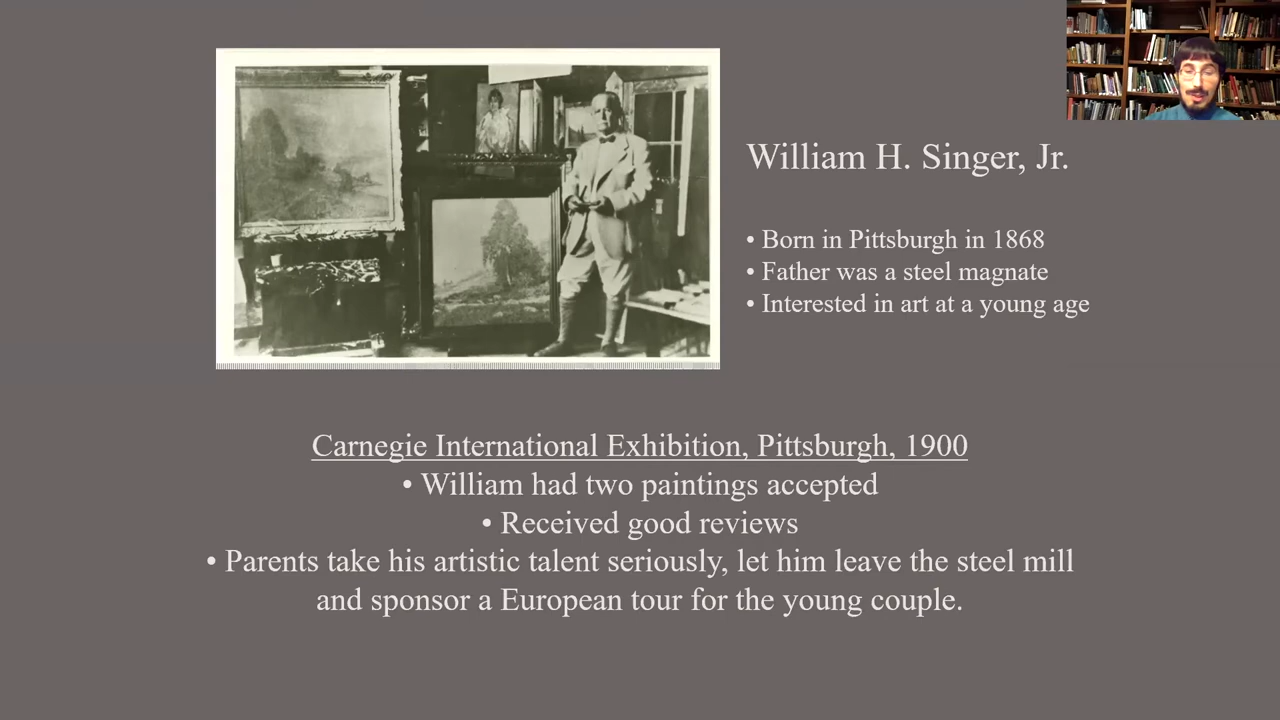 William H. Singer, Jr.
• Born in Pittsburgh in 1868
• Father was a steel magnate
• Interested in art at a young age
Carnegie International Exhibition, Pittsburgh, 1900
• William had two paintings accepted
• Received good reviews
• Parents take his artistic talent seriously, let him leave the steel mill
and sponsor a European tour for the young couple.